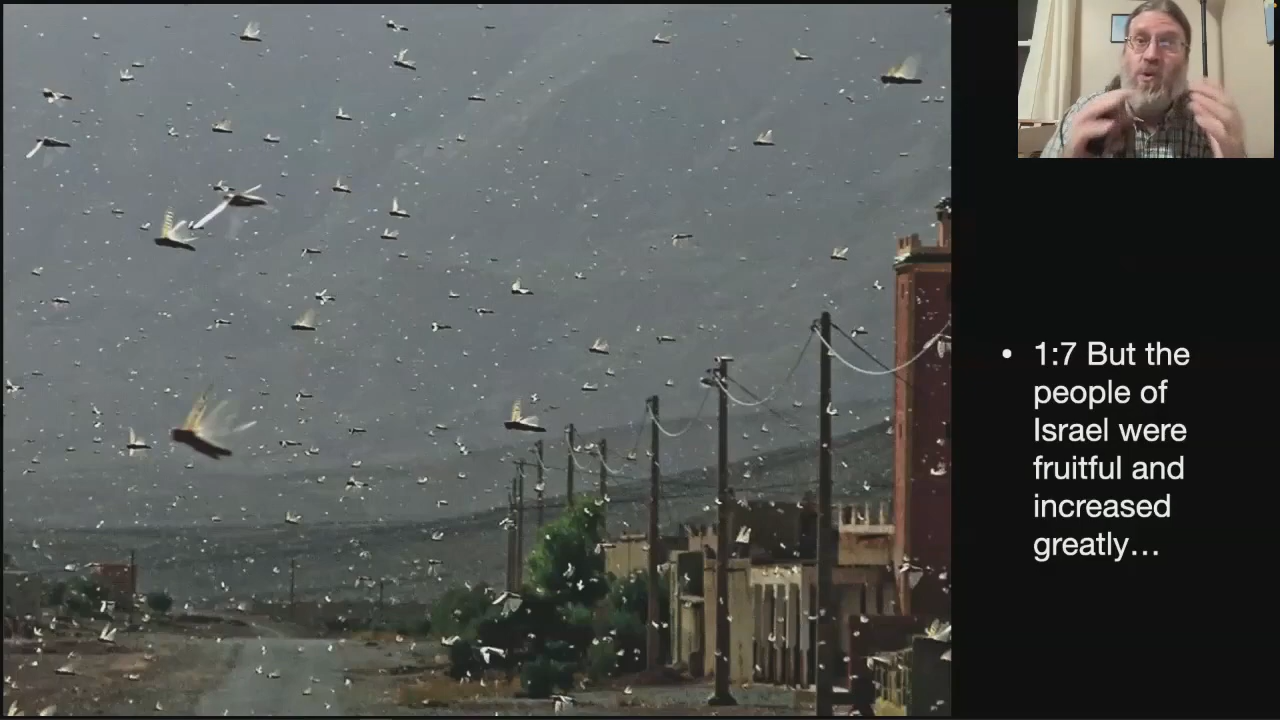 • 1:7 But the
people of
Israel were
fruitful and
increased
greatly…